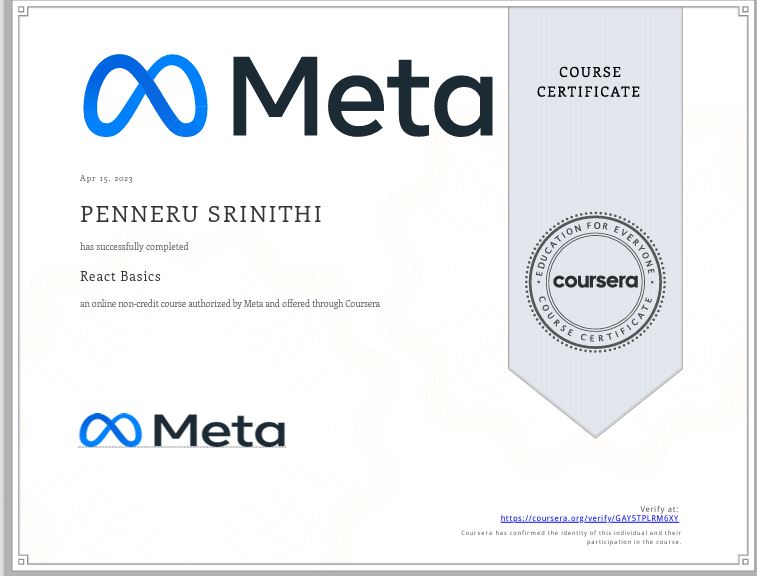 Meta
COURSE
CERTIFICATE
Apr 15, 2023
PENNERU SRINITHI
has successfully completed
React Basics
an online non-credit course authorized by Meta and offered through Coursera
EDUCATION FOR EVERYONE
coursera
COURSE CERTIFICATE
Meta
Verify at:
https://coursera.org/verify/GAY5TPLRM6XY
Coursera has confirmed the identity of this individual and their
participation in the course.